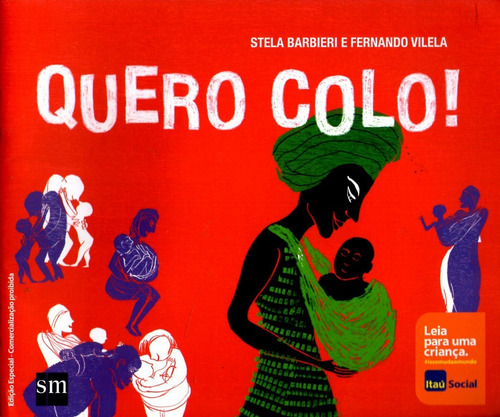 STELA BARBIERI E FERNANDO VILELA
QUERO COLO!
Edição Especial - Comercialização proibida
sm
Leia
para uma
criança.
#issomudaomundo
Itaú Social